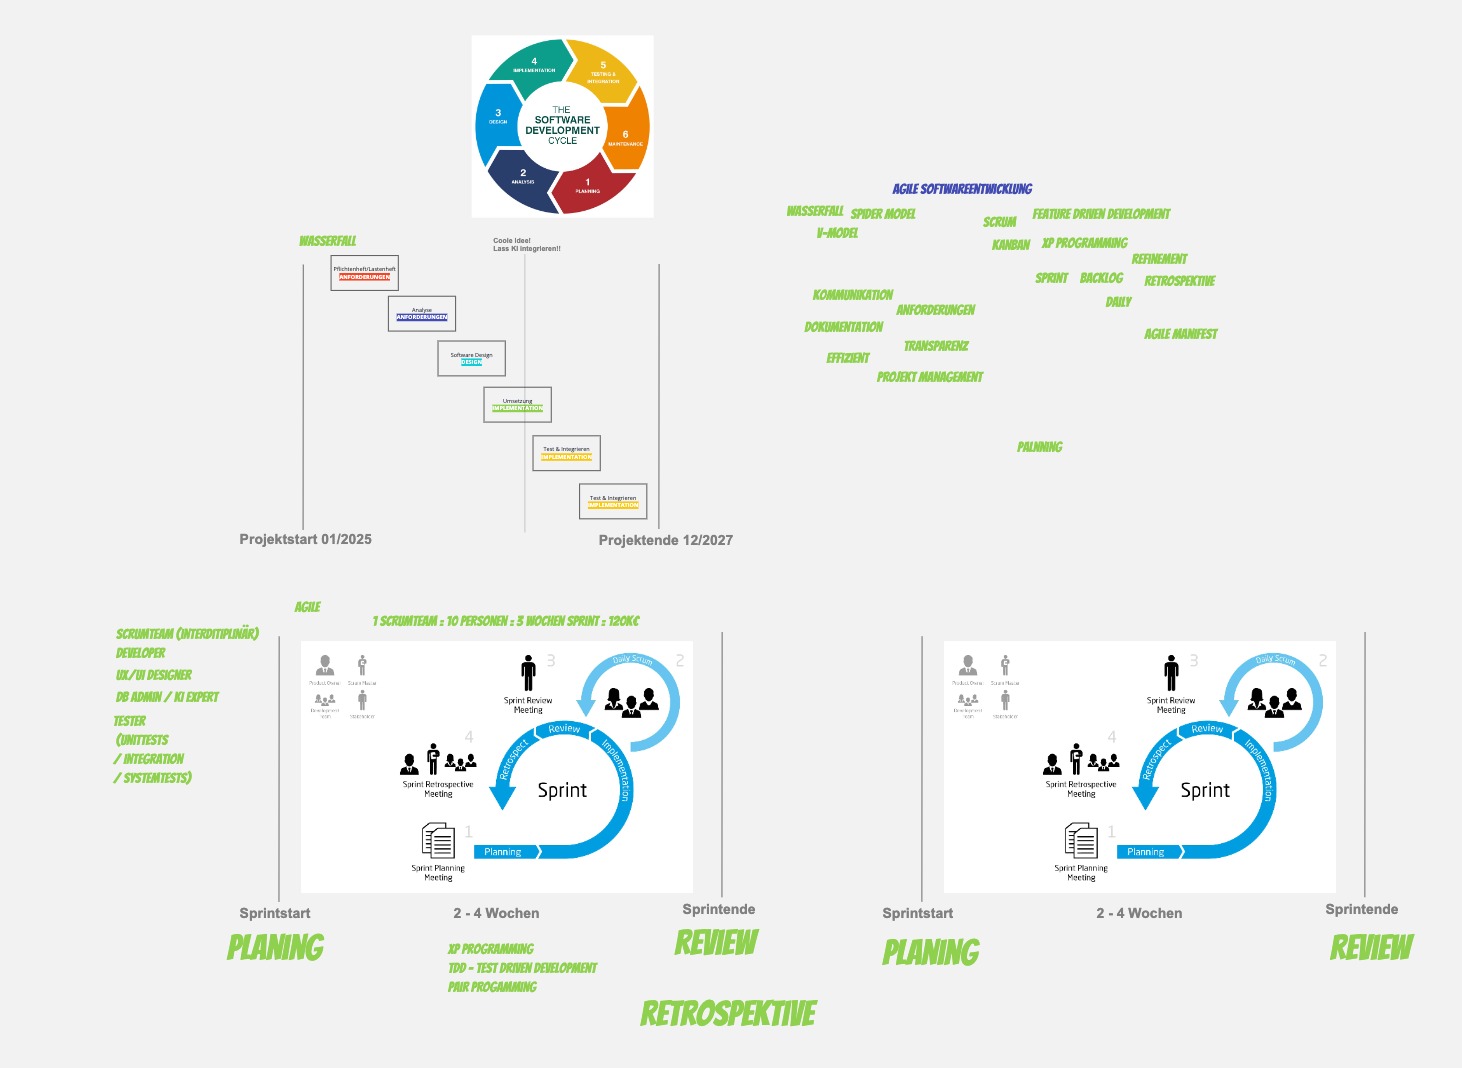 4
IMPLEMENTATION
5
TESTING &
INTEGRATION
3
DESIGN
THE
SOFTWARE
DEVELOPMENT
CYCLE
6
MAINTENANCE
2
ANALYSIS
1
PLANNING
WASSERFALL
Coole Idee!
Lass KI integrieren!!
Pflichtenheft/Lastenheft
ANFORDERUNGEN
Analyse
ANFORDERUNGEN
Software Design
DESIGN
Umsetzung
IMPLEMENTATION
Test & Integrieren
IMPLEMENTATION
Test & Integrieren
IMPLEMENTATION
Projektstart 01/2025
Projektende 12/2027
AGILE SOFTWAREENTWICKLUNG
WASSERFALL
SPIDER MODEL
V-MODEL
SCRUM
FEATURE DRIVEN DEVELOPMENT
KANBAN
XP PROGRAMMING
REFINEMENT
SPRINT
BACKLOG
RETROSPEKTIVE
DAILY
AGILE MANIFEST
KOMMUNIKATION
ANFORDERUNGEN
DOKUMENTATION
TRANSPARENZ
EFFIZIENT
PROJEKT MANAGEMENT
PALNNING
AGILE
1 SCRUMTEAM = 10 PERSONEN = 3 WOCHEN SPRINT = 120K€
SCRUMTEAM (INTERDITIPLINÄR)
DEVELOPER
UX/UI DESIGNER
DB ADMIN / KI EXPERT
TESTER
(UNITTESTS
/ INTEGRATION
/ SYSTEMTESTS)
Product Owner
Scrum Master
Development
Team
Stakeholder
3
Sprint Review
Meeting
Daily Scrum
2
4
Sprint Retrospective
Meeting
Retrospect
Review
Implementation
Sprint
1
Planning
Sprint Planning
Meeting
Sprintstart
2 - 4 Wochen
Sprintende
PLANING
REVIEW
XP PROGRAMMING
TDD - TEST DRIVEN DEVELOPMENT
PAIR PROGAMMING
RETROSPEKTIVE
Product Owner
Scrum Master
Development
Team
Stakeholder
3
Sprint Review
Meeting
Daily Scrum
2
4
Sprint Retrospective
Meeting
Retrospect
Review
Implementation
Sprint
1
Planning
Sprint Planning
Meeting
Sprintstart
2 - 4 Wochen
Sprintende
PLANING
REVIEW